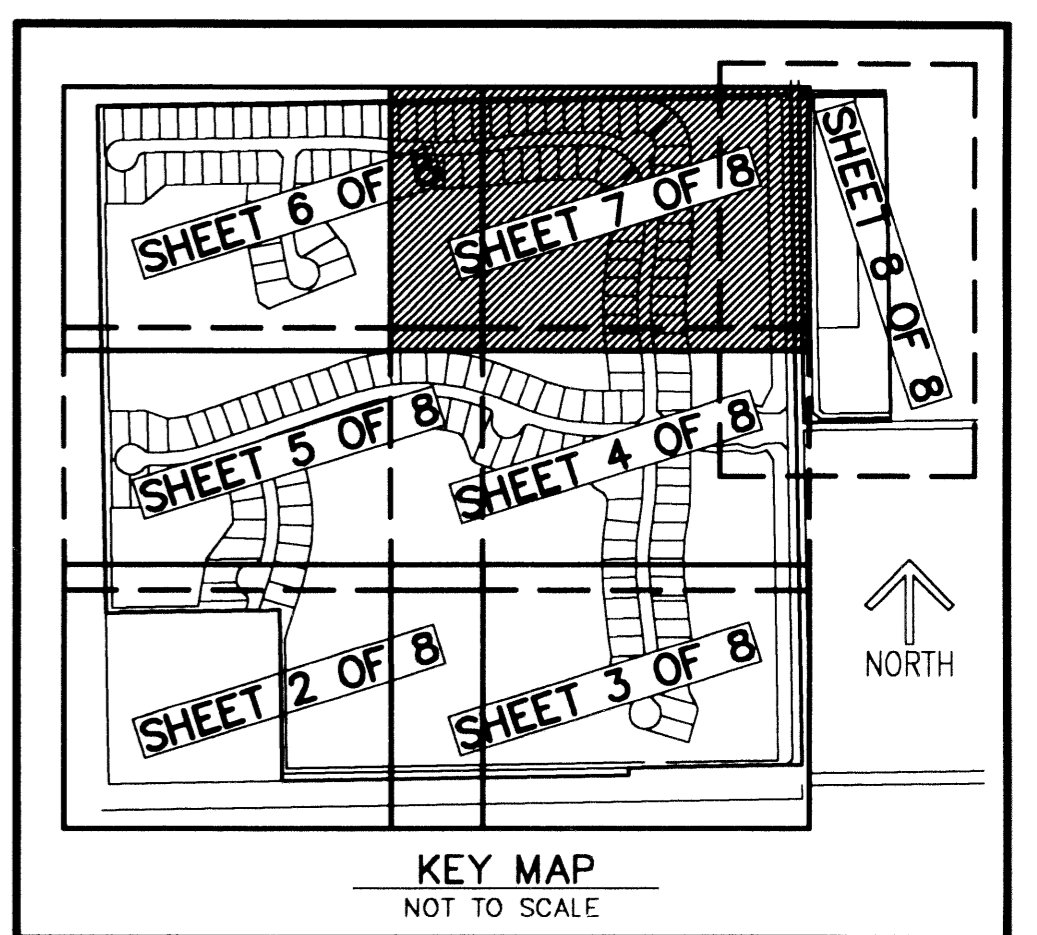 SHEET 6 OF 8
SHEET 7 OF 8
SHEET 8 OF 8
SHEET 5 OF 8
SHEET 4 OF 8
SHEET 2 OF 8
SHEET 3 OF 8
NORTH
KEY MAP
NOT TO SCALE